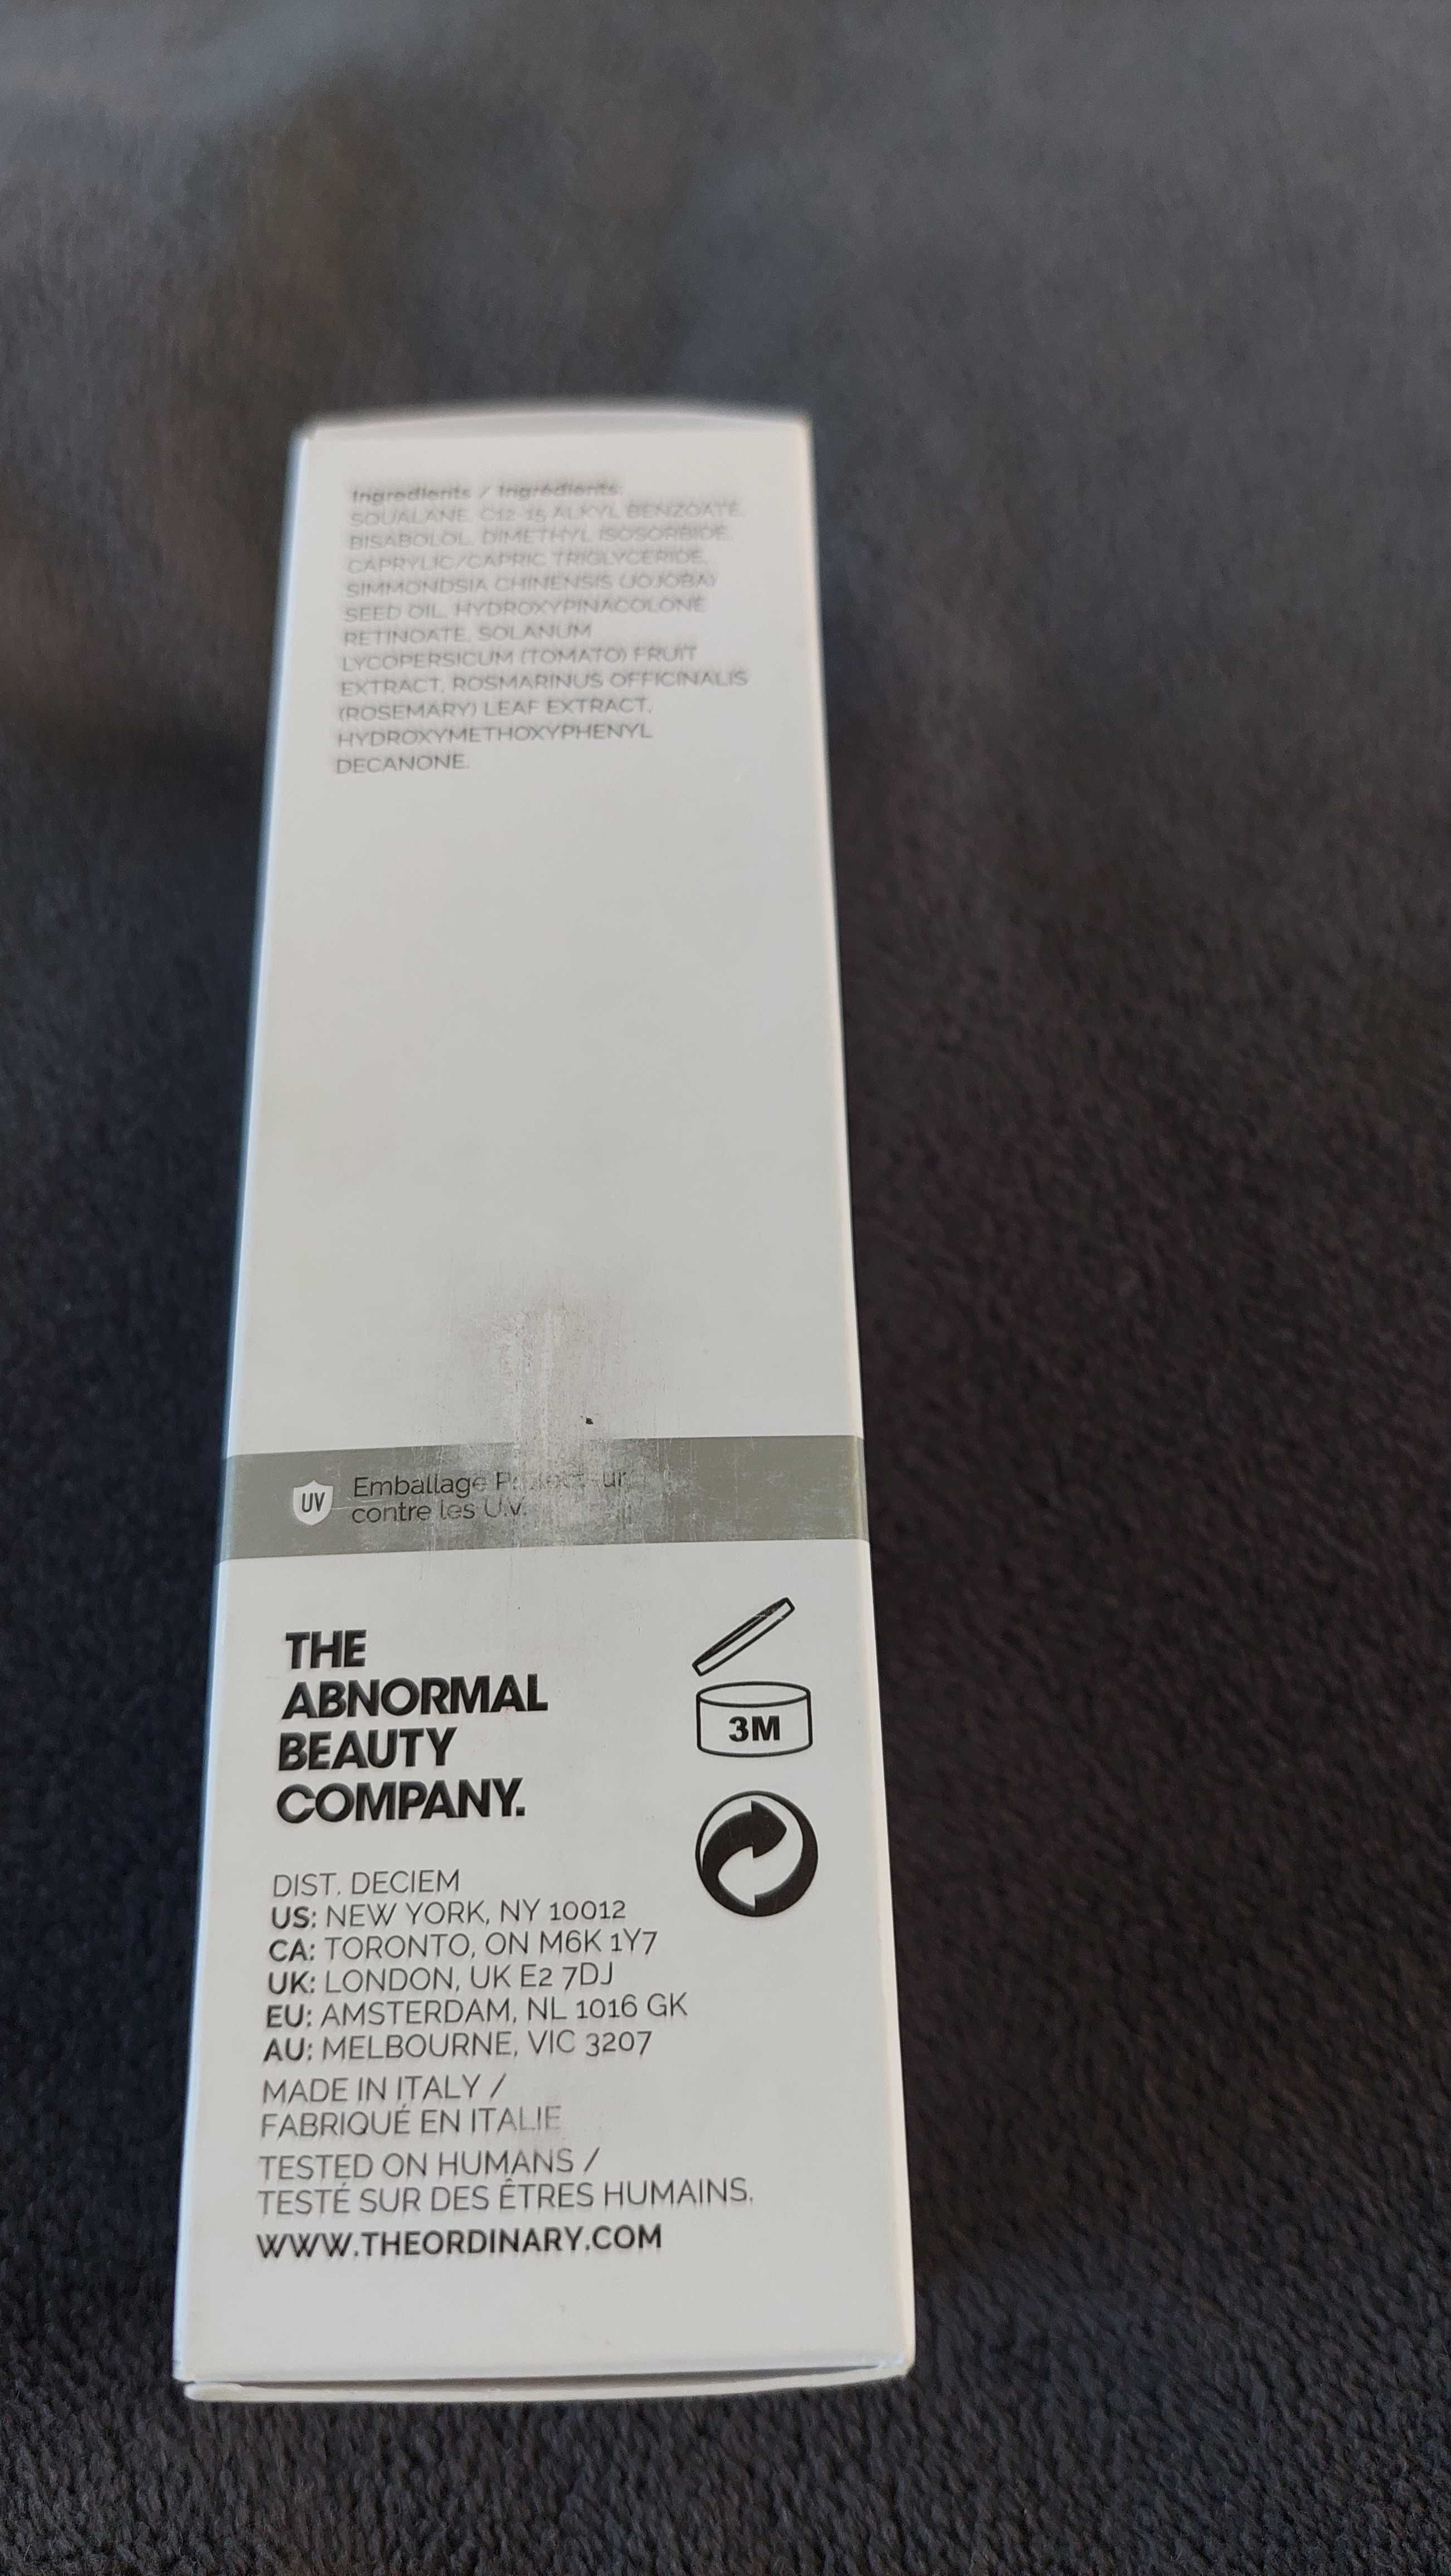 Ingredients / Ingrédients:
SQUALANE, C12-15 ALKYL BENZOATE,
BISABOLOL, DIMETHYL ISOSORBIDE,
CAPRYLIC/CAPRIC TRIGLYCERIDE,
SIMMONDSIA CHINENSIS (JOJOBA)
SEED OIL, HYDROXYPINACOLONE
RETINOATE, SOLANUM
LYCOPERSICUM (TOMATO) FRUIT
EXTRACT, ROSMARINUS OFFICINALIS
(ROSEMARY) LEAF EXTRACT,
HYDROXYMETHOXYPHENYL
DECANONE.
UV
Emballage Protecteur
contre les U.V.
THE
ABNORMAL
BEAUTY
COMPANY.
3M
DIST. DECIEM
US: NEW YORK, NY 10012
CA: TORONTO, ON M6K 1Y7
UK: LONDON, UK E2 7DJ
EU: AMSTERDAM, NL 1016 GK
AU: MELBOURNE, VIC 3207
MADE IN ITALY /
FABRIQUÉ EN ITALIE
TESTED ON HUMANS /
TESTÉ SUR DES ÊTRES HUMAINS.
WWW.THEORDINARY.COM